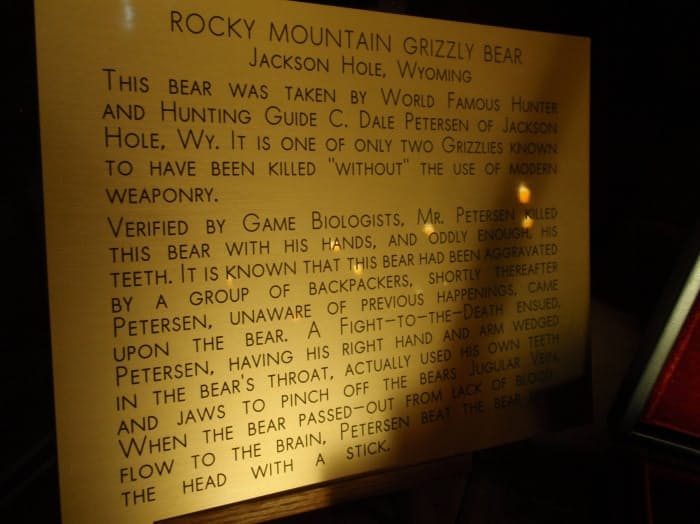 ROCKY MOUNTAIN GRIZZLY BEAR
JACKSON HOLE, WYOMING
THIS BEAR WAS TAKEN BY WORLD FAMOUS HUNTER
AND HUNTING GUIDE C. DALE PETERSEN OF JACKSON
HOLE, WY. IT IS ONE OF ONLY TWO GRIZZLIES KNOWN
TO HAVE BEEN KILLED "WITHOUT" THE USE OF MODERN
WEAPONRY.
VERIFIED BY GAME BIOLOGISTS, MR. PETERSEN KILLED
THIS BEAR WITH HIS HANDS, AND ODDLY ENOUGH, HIS
TEETH. IT IS KNOWN THAT THIS BEAR HAD BEEN AGGRAVATED
BY A GROUP OF BACKPACKERS, SHORTLY THEREAFTER
PETERSEN, UNAWARE OF PREVIOUS HAPPENINGS, CAME
UPON THE BEAR. A FIGHT-TO-THE-DEATH ENSUED.
PETERSEN, HAVING HIS RIGHT HAND AND ARM WEDGED
IN THE BEAR'S THROAT, ACTUALLY USED HIS OWN TEETH
AND JAWS TO PINCH OFF THE BEARS JUGULAR VEIN.
WHEN THE BEAR PASSED-OUT FROM LACK OF BLOOD
FLOW TO THE BRAIN, PETERSEN BEAT THE BEAR
THE HEAD WITH A STICK.